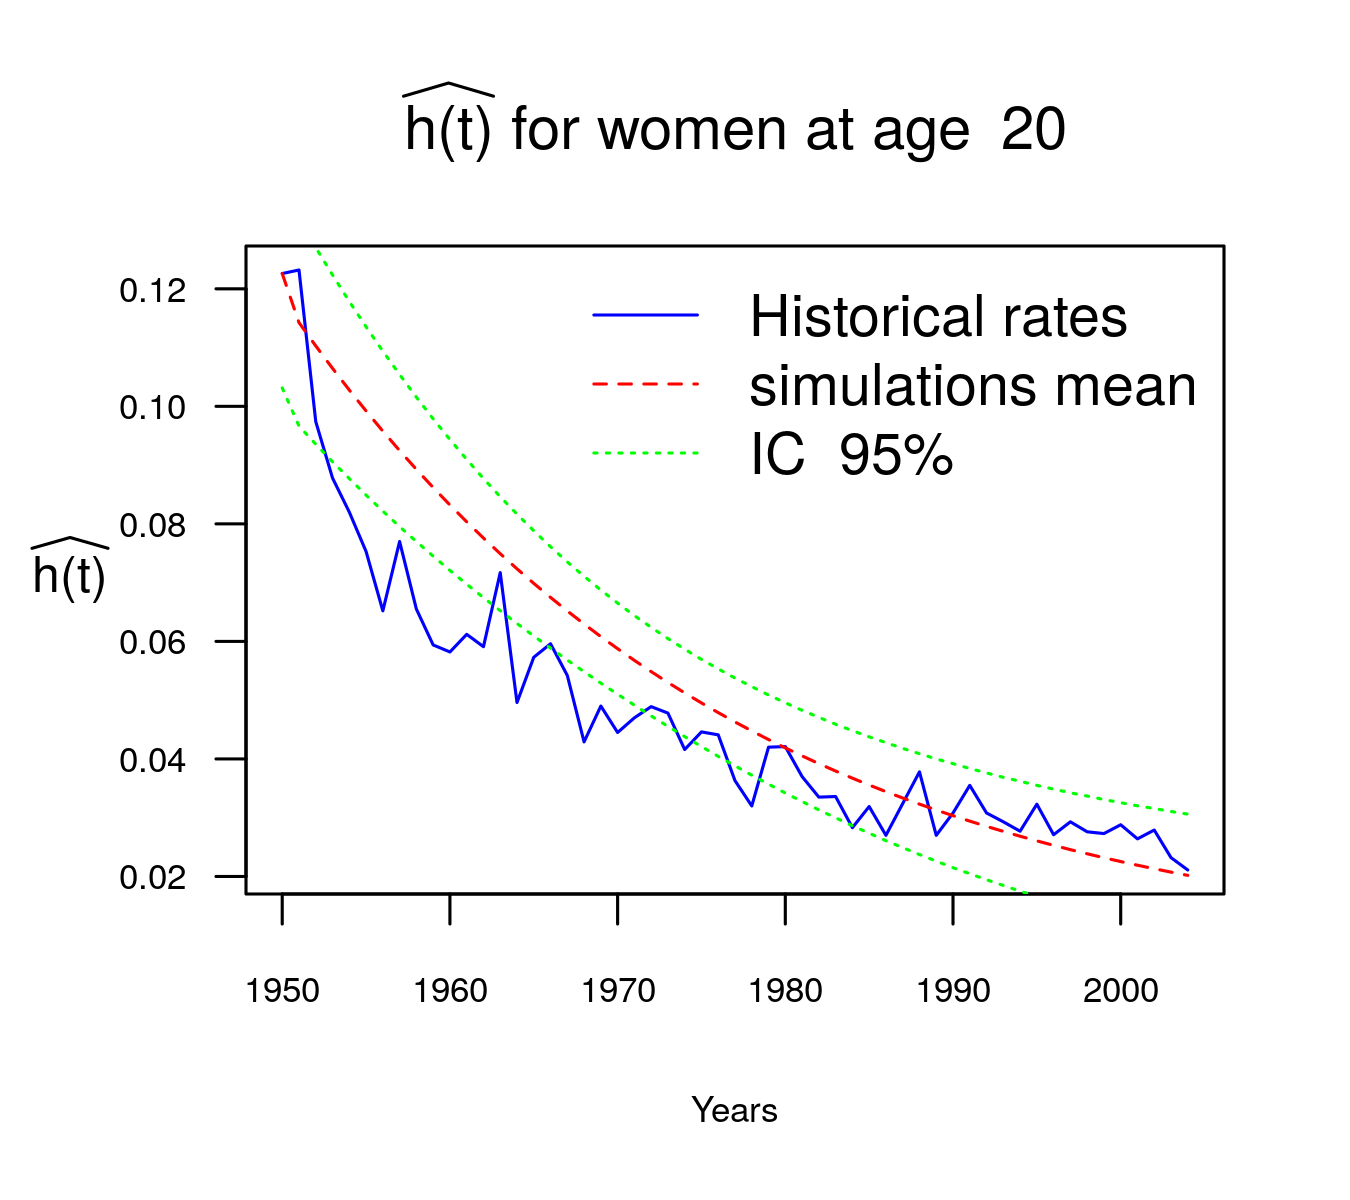 h(t) for women at age 20
0.12
0.10
0.08
0.06
0.04
0.02
h(t)
Historical rates
simulations mean
IC 95%
1950 1960 1970 1980 1990 2000
Years